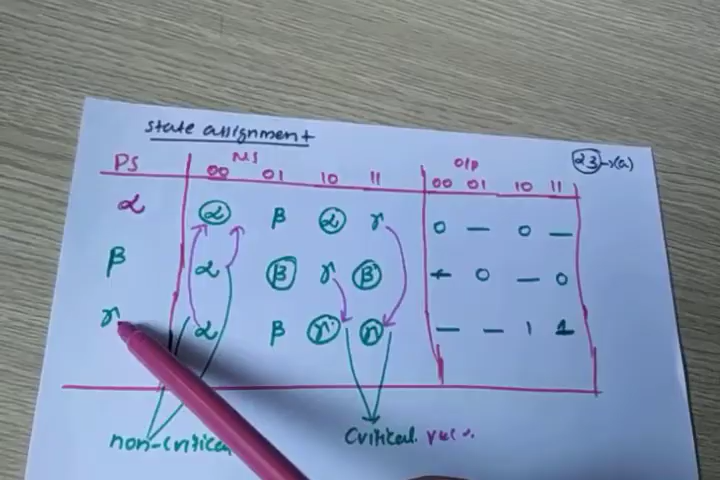 state assignment
23 → (a)
PS NS O/P
00 01 10 11 00 01 10 11
α α β α r 0 — 0 —
β α β r β — 0 — 0
r α β r r — — 1 1
non-critical Critical.